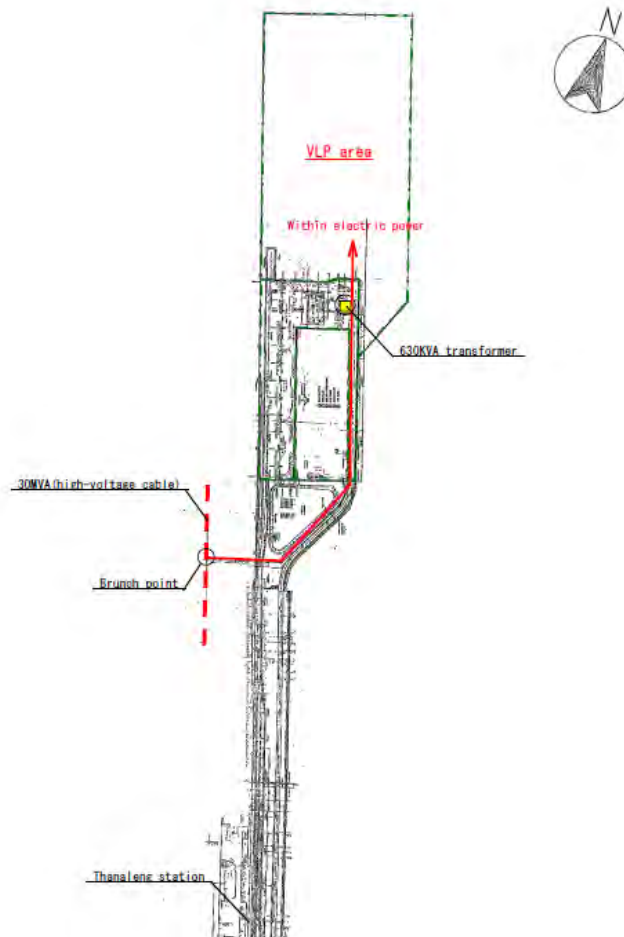 N
VLP area
Within electric power
630KVA transformer
30MVA(high-voltage cable)
Brunch point
Thanaleng station